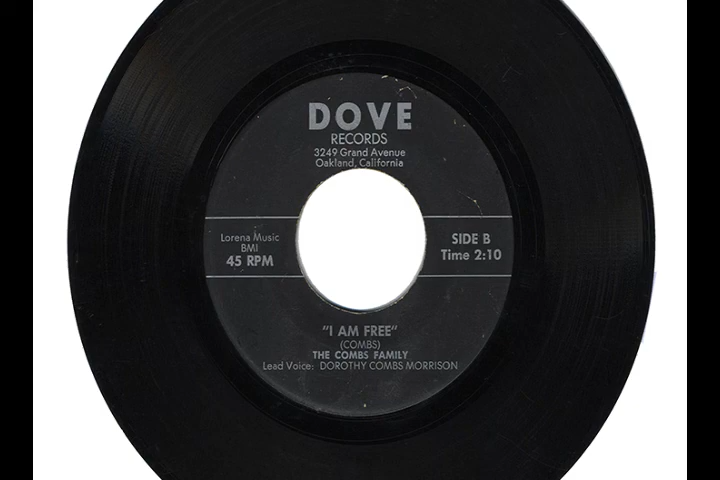 DOVE
RECORDS
3249 Grand Avenue
Oakland, California
Lorena Music
BMI
45 RPM
SIDE B
Time 2:10
"I AM FREE"
(COMBS)
THE COMBS FAMILY
Lead Voice: DOROTHY COMBS MORRISON